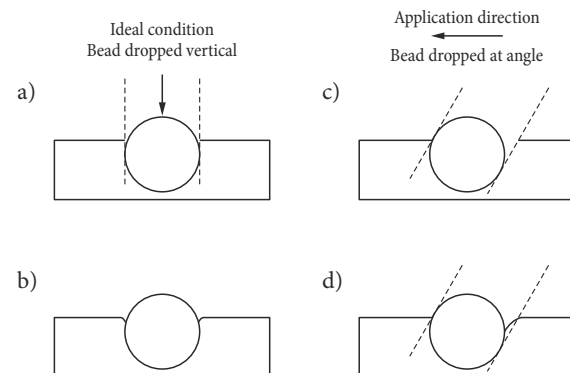 Ideal condition
Bead dropped vertical
Application direction
Bead dropped at angle
a)
c)
b)
d)